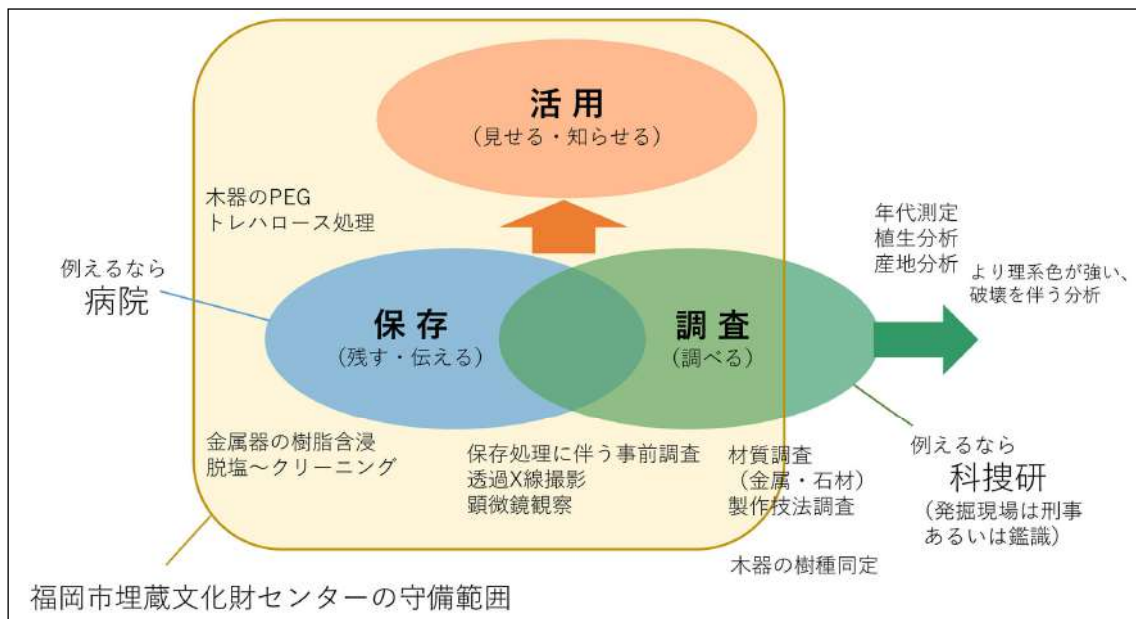 活用
(見せる・知らせる)
木器のPEG
トレハロース処理
年代測定
植生分析
産地分析
より理系色が強い、
破壊を伴う分析
例えるなら
病院
保存
(残す・伝える)
調査
(調べる)
金属器の樹脂含浸
脱塩～クリーニング
保存処理に伴う事前調査
透過X線撮影
顕微鏡観察
材質調査
(金属・石材)
製作技法調査
例えるなら
科捜研
(発掘現場は刑事
あるいは鑑識)
木器の樹種同定
福岡市埋蔵文化財センターの守備範囲